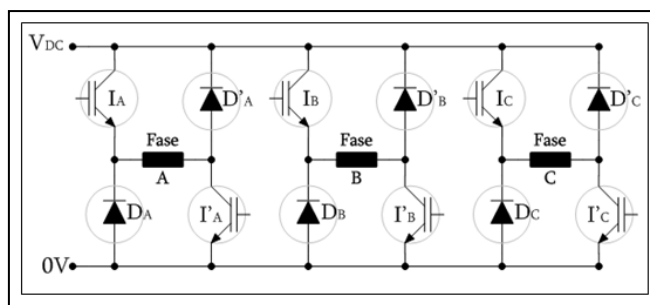 VDC
IA D'A IB D'B IC D'C
Fase Fase Fase
A B C
DA I'A DB I'B DC I'C
0V